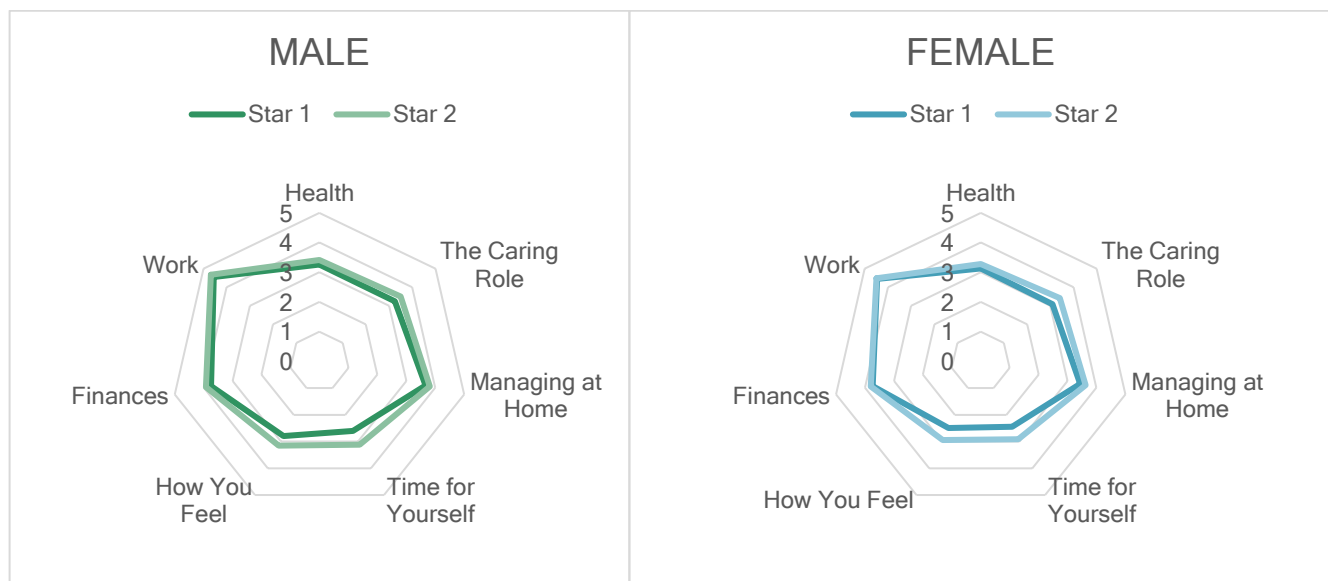 MALE
Star 1
Star 2
Health
5
4
3
2
1
0
The Caring
Role
Managing at
Home
Time for
Yourself
How You
Feel
Finances
Work
FEMALE
Star 1
Star 2
Health
5
4
3
2
1
0
The Caring
Role
Managing at
Home
Time for
Yourself
How You Feel
Finances
Work